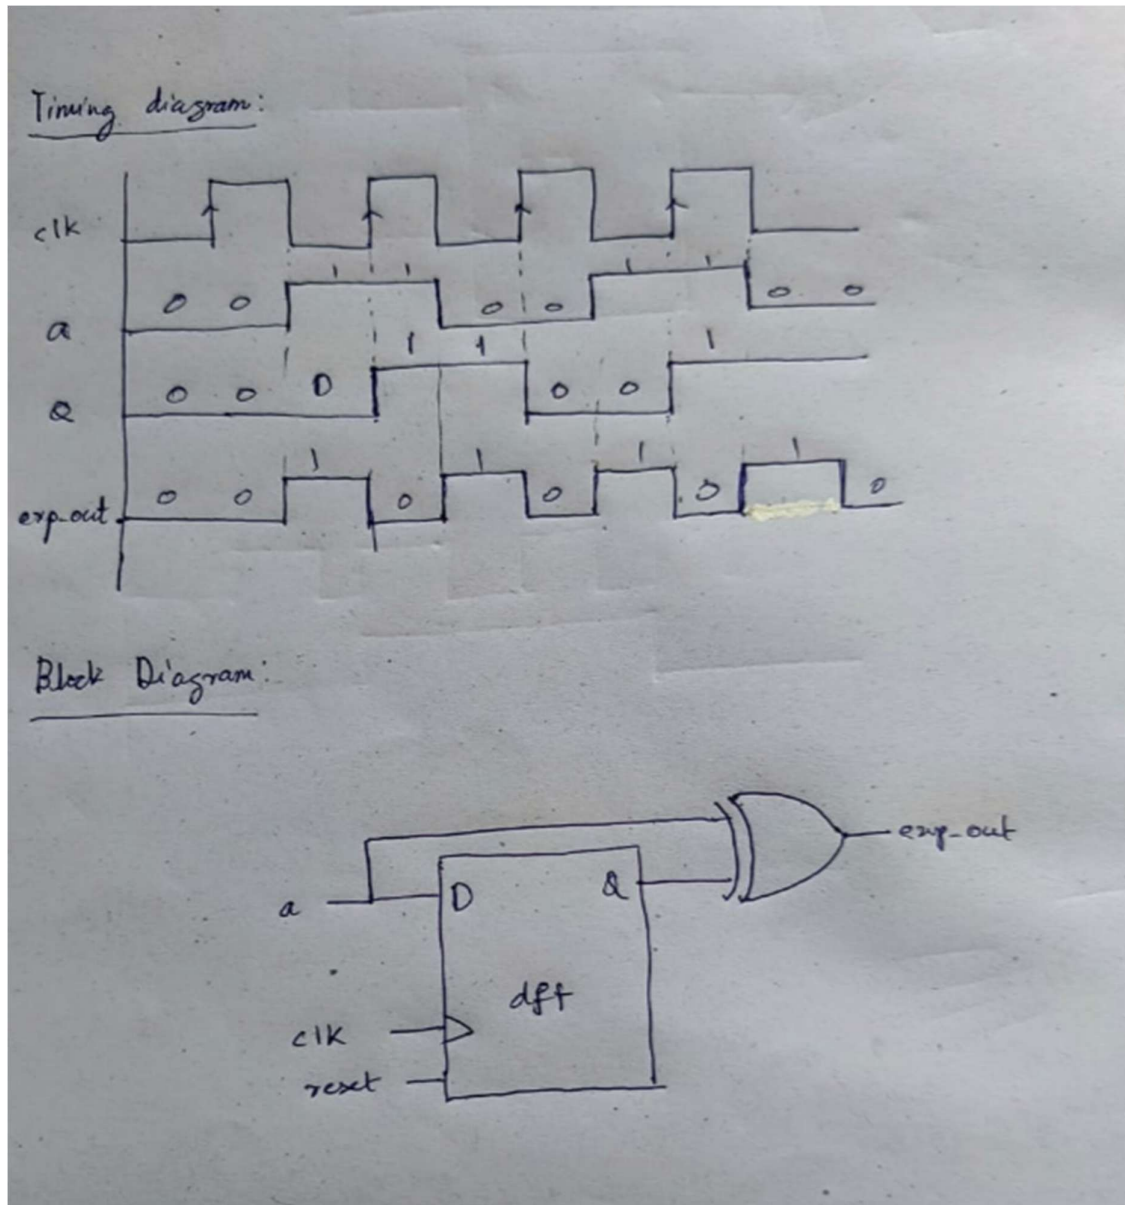 Timing diagram:
clk
1 1 1 1
a 0 0 0 0 0 0
1 1 1
Q 0 0 0 0 0
1 1 1 1
exp_out 0 0 0 0 0 0
Block Diagram:
exp_out
a D Q
dff
clk
reset